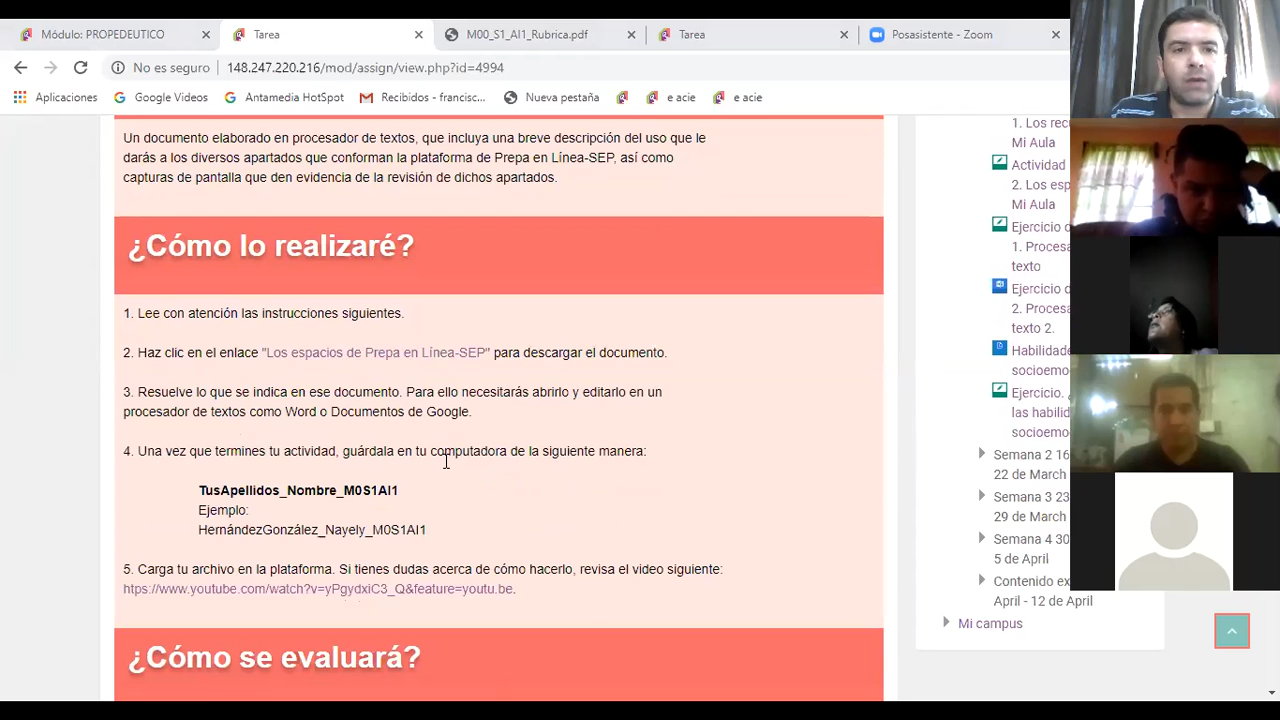 Módulo: PROPEDEUTICO
Tarea
M00_S1_AI1_Rubrica.pdf
Tarea
Posasistente - Zoom
No es seguro
148.247.220.216/mod/assign/view.php?id=4994
Aplicaciones
Google Videos
Antamedia HotSpot
Recibidos - francisc...
Nueva pestaña
e acie
e acie
Un documento elaborado en procesador de textos, que incluya una breve descripción del uso que le
darás a los diversos apartados que conforman la plataforma de Prepa en Línea-SEP, así como
capturas de pantalla que den evidencia de la revisión de dichos apartados.
¿Cómo lo realizaré?
1. Lee con atención las instrucciones siguientes.
2. Haz clic en el enlace "Los espacios de Prepa en Línea-SEP" para descargar el documento.
3. Resuelve lo que se indica en ese documento. Para ello necesitarás abrirlo y editarlo en un
procesador de textos como Word o Documentos de Google.
4. Una vez que termines tu actividad, guárdala en tu computadora de la siguiente manera:
TusApellidos_Nombre_M0S1AI1
Ejemplo:
HernándezGonzález_Nayely_M0S1AI1
5. Carga tu archivo en la plataforma. Si tienes dudas acerca de cómo hacerlo, revisa el video siguiente:
htps://www.youtube.com/watch?v=yPgydxiC3_Q&feature=youtu.be.
¿Cómo se evaluará?
1. Los recu
Mi Aula
Actividad
2. Los esp
Mi Aula
Ejercicio d
1. Procesa
texto
Ejercicio d
2. Procesa
texto 2.
Habilidade
socioemo
Ejercicio. ¿
las habilid
socioemo
Semana 2 16
22 de March
Semana 3 23
29 de March
Semana 4 30
5 de April
Contenido ex
April - 12 de April
Mi campus